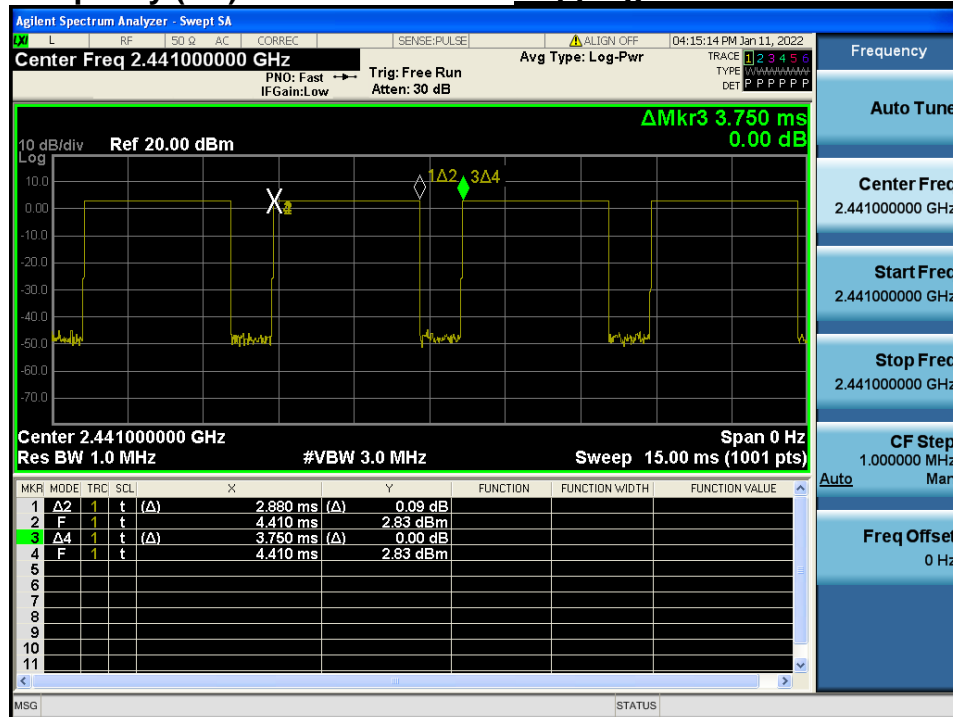 Agilent Spectrum Analyzer - Swept SA
LXI L RF 50 Ω AC CORREC SENSE:PULSE ALIGN OFF 04:15:14 PM Jan 11, 2022
Center Freq 2.441000000 GHz Avg Type: Log-Pwr TRACE 1 2 3 4 5 6
PNO: Fast Trig: Free Run TYPE WWWWWW
IFGain:Low Atten: 30 dB DET P P P P P P
ΔMkr3 3.750 ms
0.00 dB
10 dB/div Ref 20.00 dBm
Log
10.0
0.00
-10.0
-20.0
-30.0
-40.0
-50.0
-60.0
-70.0
1Δ2 3Δ4
X
Center 2.441000000 GHz Span 0 Hz
Res BW 1.0 MHz #VBW 3.0 MHz Sweep 15.00 ms (1001 pts)
MKR MODE TRC SCL X Y FUNCTION FUNCTION WIDTH FUNCTION VALUE
1 Δ2 1 t (Δ) 2.880 ms (Δ) 0.09 dB
2 F 1 t 4.410 ms 2.83 dBm
3 Δ4 1 t (Δ) 3.750 ms (Δ) 0.00 dB
4 F 1 t 4.410 ms 2.83 dBm
5
6
7
8
9
10
11
MSG STATUS
Frequency
Auto Tune
Center Freq
2.441000000 GHz
Start Freq
2.441000000 GHz
Stop Freq
2.441000000 GHz
CF Step
1.000000 MHz
Auto Man
Freq Offset
0 Hz